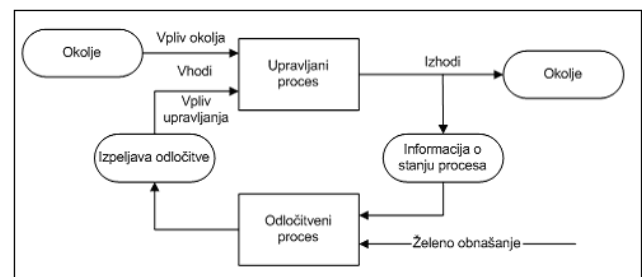 Okolje
Vpliv okolja
Vhodi
Vpliv
upravljanja
Upravljani
proces
Izhodi
Okolje
Izpeljava odločitve
Informacija o
stanju procesa
Odločitveni
proces
Želeno obnašanje